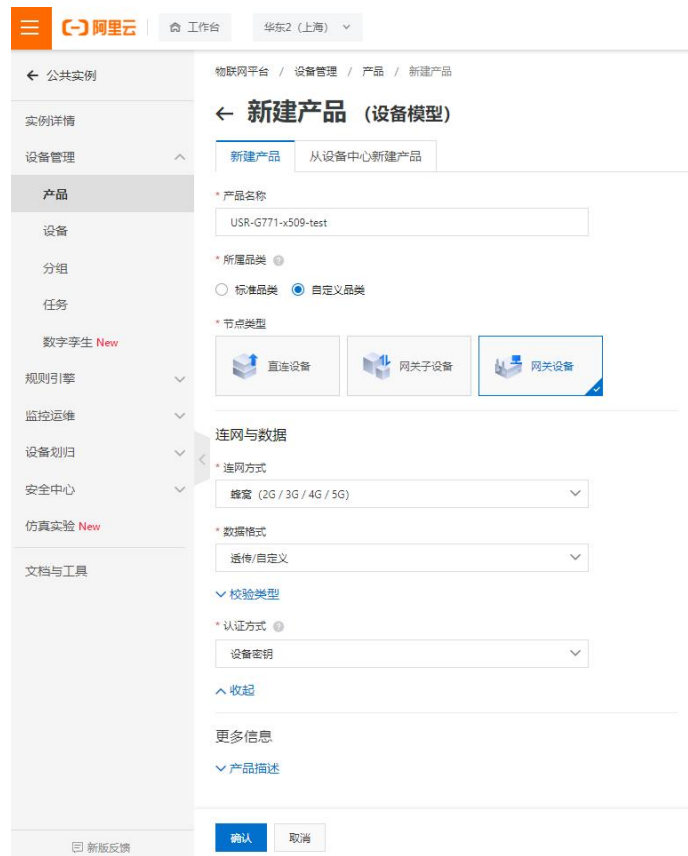 阿里云 工作台 华东2（上海）
公共实例
实例详情
设备管理
产品
设备
分组
任务
数字孪生 New
规则引擎
监控运维
设备划归
安全中心
仿真实验 New
文档与工具
新版反馈
物联网平台 / 设备管理 / 产品 / 新建产品
← 新建产品 （设备模型）
新建产品 从设备中心新建产品
* 产品名称
USR-G771-x509-test
* 所属品类
标准品类 自定义品类
* 节点类型
直连设备 网关子设备 网关设备
连网与数据
* 连网方式
蜂窝（2G / 3G / 4G / 5G）
* 数据格式
透传/自定义
校验类型
* 认证方式
设备密钥
收起
更多信息
产品描述
确认 取消